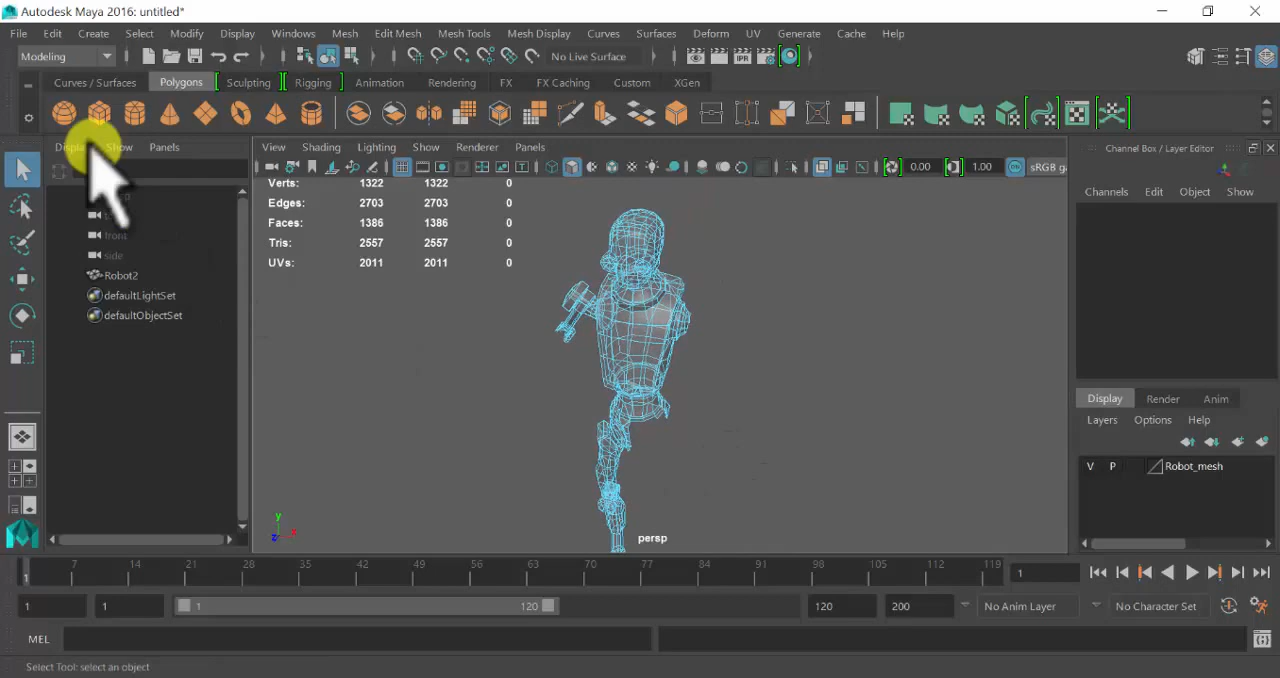 Autodesk Maya 2016: untitled*
File Edit Create Select Modify Display Windows Mesh Edit Mesh Mesh Tools Mesh Display Curves Surfaces Deform UV Generate Cache Help
Modeling No Live Surface
Curves / Surfaces Polygons Sculpting Rigging Animation Rendering FX FX Caching Custom XGen
Show Panels View Shading Lighting Show Renderer Panels Channel Box / Layer Editor
0.00 1.00 sRGB ga
Channels Edit Object Show
Verts: 1322 1322 0
Edges: 2703 2703 0
Faces: 1386 1386 0
Tris: 2557 2557 0
UVs: 2011 2011 0
front
side
Robot2
defaultLightSet
defaultObjectSet
y
x
z
persp
Display Render Anim
Layers Options Help
V P Robot_mesh
1 7 14 21 28 35 42 49 56 63 70 77 84 91 98 105 112 119 1
1 1 1 120 120 200 No Anim Layer No Character Set
MEL
Select Tool: select an object